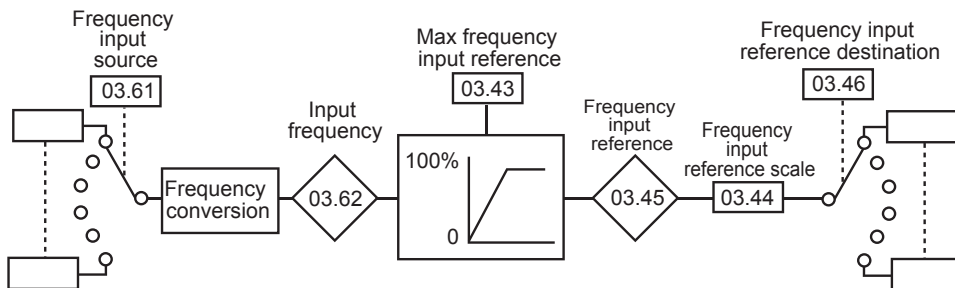 Frequency
input
source
03.61
Input
frequency
Frequency
conversion
03.62
Max frequency
input reference
03.43
100%
0
Frequency
input
reference
03.45
Frequency
input
reference scale
03.44
Frequency input
reference destination
03.46